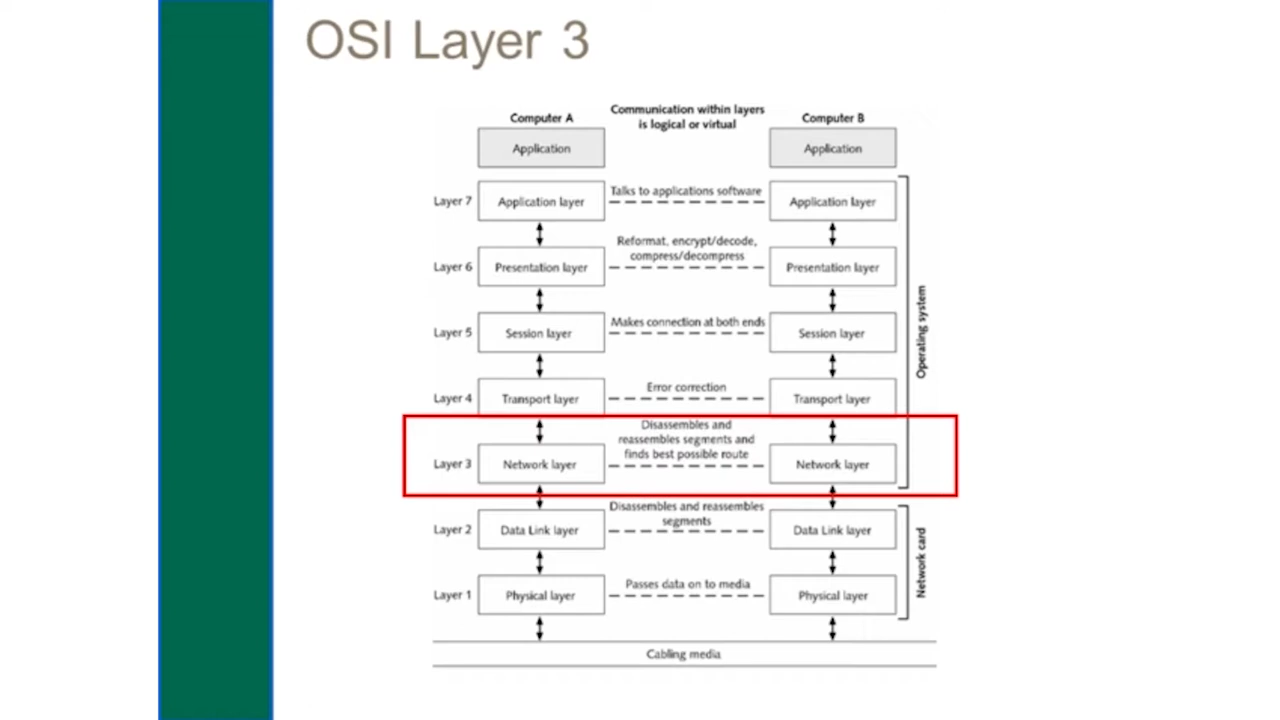 OSI Layer 3
Computer A
Communication within layers
is logical or virtual
Computer B
Application
Application
Layer 7
Application layer
Talks to applications software
Application layer
Layer 6
Presentation layer
Reformat, encrypt/decode,
compress/decompress
Presentation layer
Layer 5
Session layer
Makes connection at both ends
Session layer
Layer 4
Transport layer
Error correction
Transport layer
Layer 3
Network layer
Disassembles and
reassembles segments and
finds best possible route
Network layer
Operating system
Layer 2
Data Link layer
Disassembles and reassembles
segments
Data Link layer
Layer 1
Physical layer
Passes data on to media
Physical layer
Network card
Cabling media